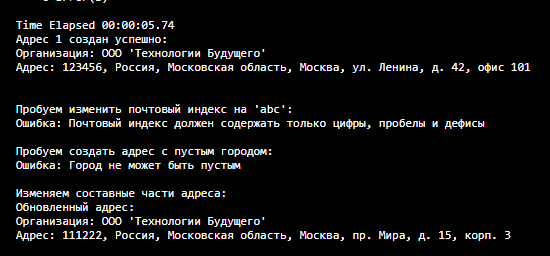 Time Elapsed 00:00:05.74
Адрес 1 создан успешно:
Организация: ООО 'Технологии Будущего'
Адрес: 123456, Россия, Московская область, Москва, ул. Ленина, д. 42, офис 101
Пробуем изменить почтовый индекс на 'abc':
Ошибка: Почтовый индекс должен содержать только цифры, пробелы и дефисы
Пробуем создать адрес с пустым городом:
Ошибка: Город не может быть пустым
Изменяем составные части адреса:
Обновленный адрес:
Организация: ООО 'Технологии Будущего'
Адрес: 111222, Россия, Московская область, Москва, пр. Мира, д. 15, корп. 3